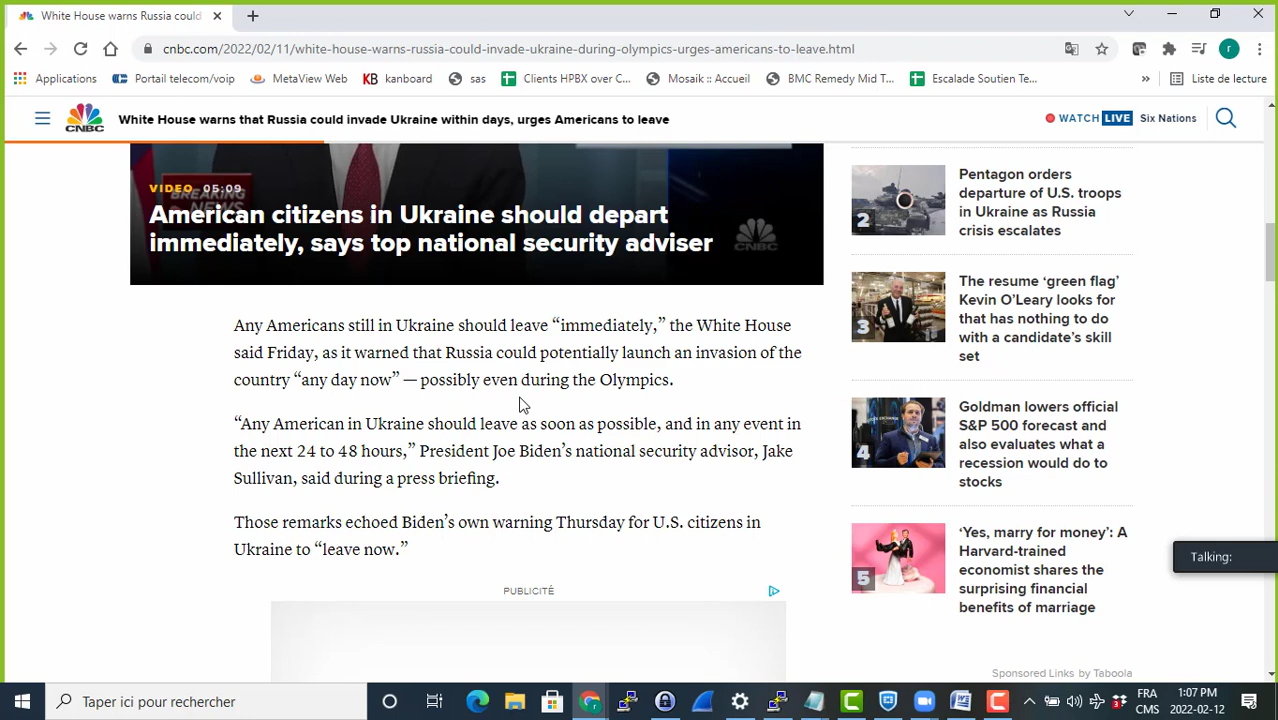 White House warns Russia could
cnbc.com/2022/02/11/white-house-warns-russia-could-invade-ukraine-during-olympics-urges-americans-to-leave.html
r
Applications
Portail telecom/voip
MetaView Web
KB kanboard
sas
Clients HPBX over C...
Mosaik :: Accueil
BMC Remedy Mid T...
Escalade Soutien Te...
»
Liste de lecture
CNBC
White House warns that Russia could invade Ukraine within days, urges Americans to leave
WATCH LIVE Six Nations
BREAKING
NEWS
VIDEO 05:09
American citizens in Ukraine should depart
immediately, says top national security adviser
CNBC
Any Americans still in Ukraine should leave “immediately,” the White House
said Friday, as it warned that Russia could potentially launch an invasion of the
country “any day now” — possibly even during the Olympics.
“Any American in Ukraine should leave as soon as possible, and in any event in
the next 24 to 48 hours,” President Joe Biden’s national security advisor, Jake
Sullivan, said during a press briefing.
Those remarks echoed Biden’s own warning Thursday for U.S. citizens in
Ukraine to “leave now.”
PUBLICITÉ
2
Pentagon orders
departure of U.S. troops
in Ukraine as Russia
crisis escalates
3
The resume ‘green flag’
Kevin O’Leary looks for
that has nothing to do
with a candidate’s skill
set
4
Goldman lowers official
S&P 500 forecast and
also evaluates what a
recession would do to
stocks
5
‘Yes, marry for money’: A
Harvard-trained
economist shares the
surprising financial
benefits of marriage
Talking:
Sponsored Links by Taboola
Taper ici pour rechercher
FRA
CMS
1:07 PM
2022-02-12